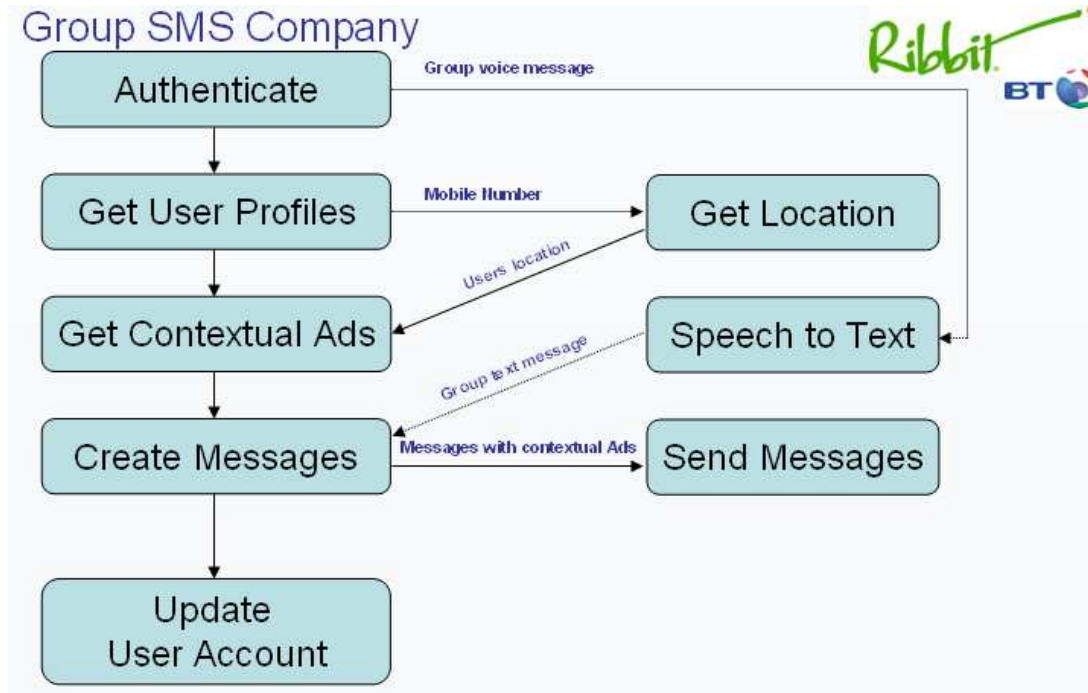 Group SMS Company
Ribbit
BT
Authenticate
Group voice message
Get User Profiles
Mobile Number
Get Location
Users location
Get Contextual Ads
Speech to Text
Group text message
Create Messages
Messages with contextual Ads
Send Messages
Update
User Account